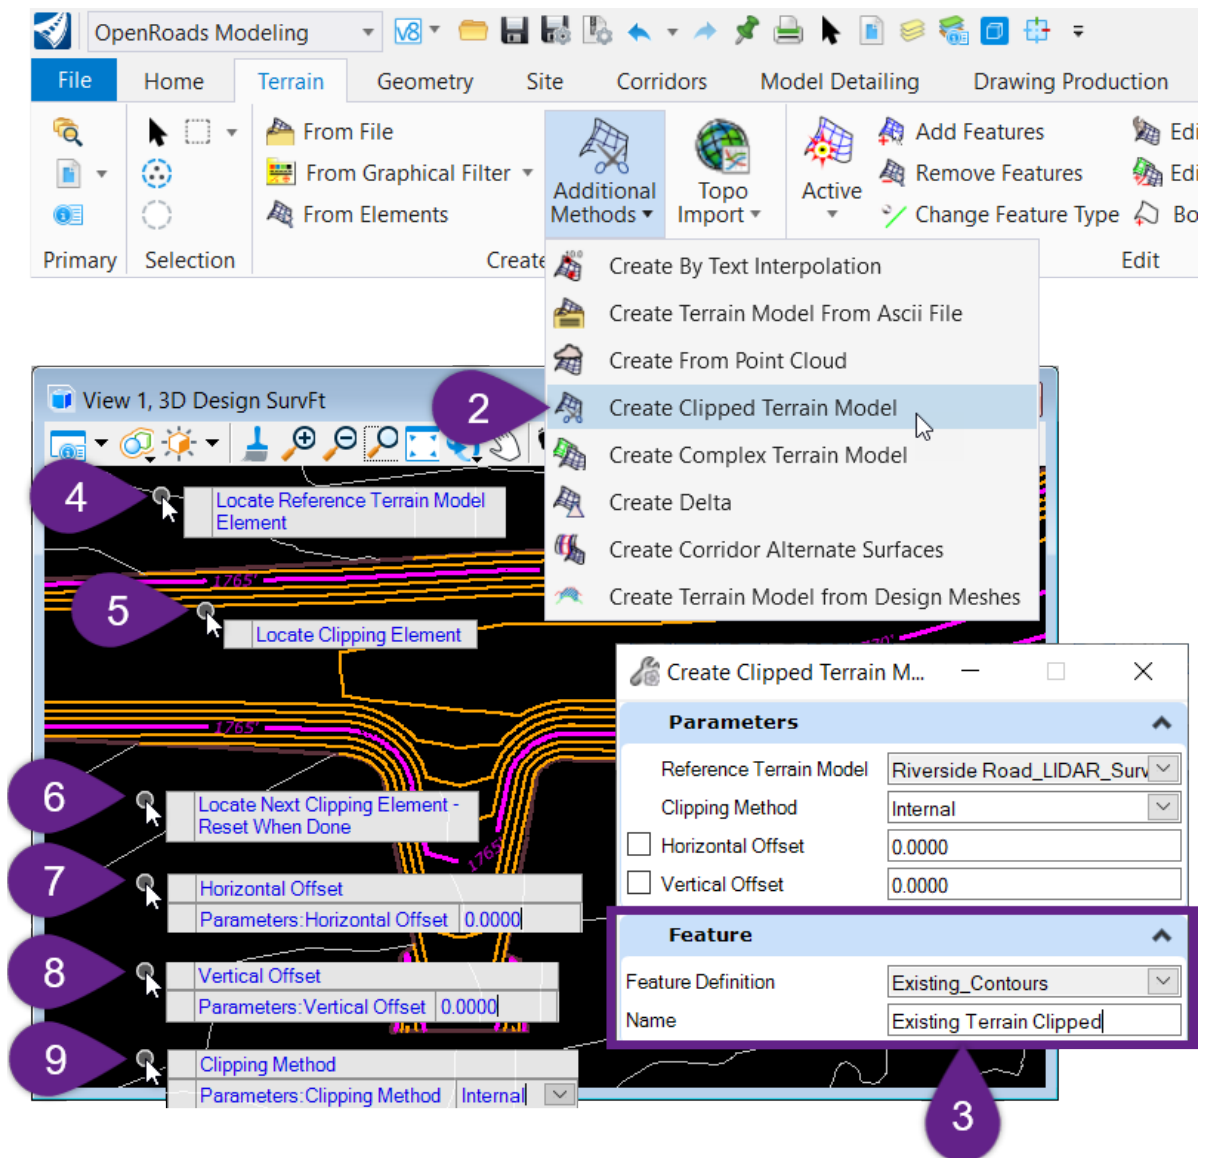 OpenRoads Modeling
V8
File Home Terrain Geometry Site Corridors Model Detailing Drawing Production
From File
From Graphical Filter
From Elements
Additional
Methods
Topo
Import
Active
Add Features
Remove Features
Change Feature Type
Edi
Edi
Bo
Primary Selection Create Edit
Create By Text Interpolation
Create Terrain Model From Ascii File
Create From Point Cloud
2
Create Clipped Terrain Model
Create Complex Terrain Model
Create Delta
Create Corridor Alternate Surfaces
Create Terrain Model from Design Meshes
View 1, 3D Design SurvFt
4
Locate Reference Terrain Model
Element
1765'
5
Locate Clipping Element
1765'
6
Locate Next Clipping Element -
Reset When Done
7
Horizontal Offset
Parameters:Horizontal Offset 0.0000
8
Vertical Offset
Parameters:Vertical Offset 0.0000
9
Clipping Method
Parameters:Clipping Method Internal
Create Clipped Terrain M...
Parameters
Reference Terrain Model Riverside Road_LIDAR_Surv
Clipping Method Internal
Horizontal Offset 0.0000
Vertical Offset 0.0000
Feature
Feature Definition Existing_Contours
Name Existing Terrain Clipped
3